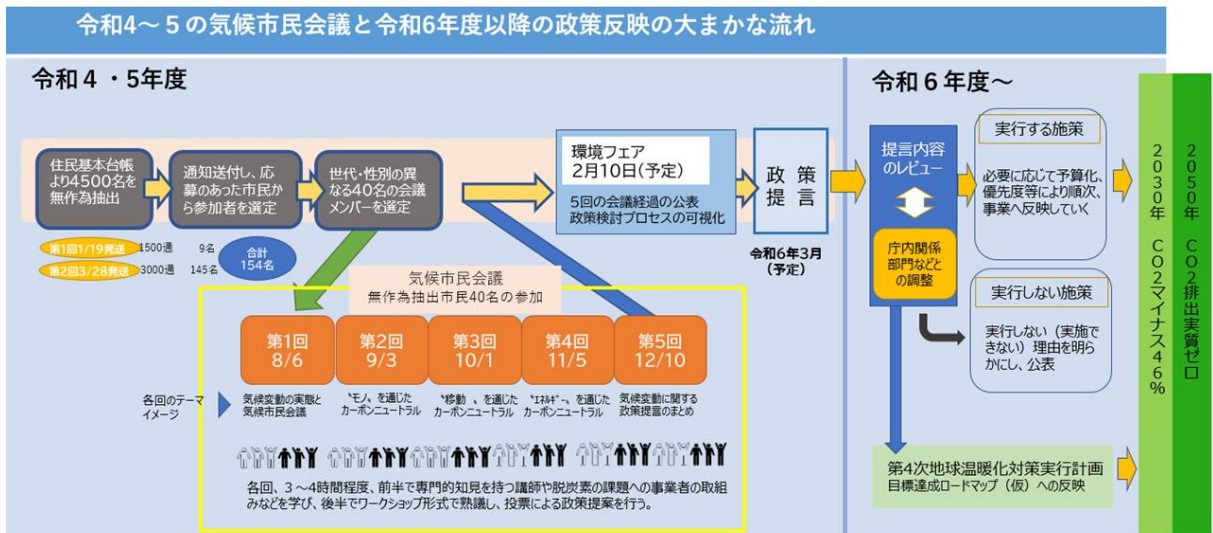 令和4～５の気候市民会議と令和6年度以降の政策反映の大まかな流れ
令和４・5年度
住民基本台帳
より4500名を
無作為抽出
通知送付し、応
募のあった市民か
ら参加者を選定
世代・性別の異
なる40名の会議
メンバーを選定
環境フェア
2月10日(予定)
5回の会議経過の公表
政策検討プロセスの可視化
政 策
提 言
令和6年3月
(予定)
第1回1/19発送 1500通 9名
第2回3/28発送 3000通 145名
合計
154名
気候市民会議
無作為抽出市民40名の参加
第1回
8/6
第2回
9/3
第3回
10/1
第4回
11/5
第5回
12/10
各回のテーマ
イメージ
気候変動の実態と
気候市民会議
〝モノ〟を通じた
カーボンニュートラル
〝移動〟を通じた
カーボンニュートラル
〝エネルギー〟を通じた
カーボンニュートラル
気候変動に関する
政策提言のまとめ
各回、３～4時間程度、前半で専門的知見を持つ講師や脱炭素の課題への事業者の取組
みなどを学び、後半でワークショップ形式で熟議し、投票による政策提案を行う。
令和６年度～
提言内容
のレビュー
庁内関係
部門などと
の調整
実行する施策
必要に応じて予算化、
優先度等により順次、
事業へ反映していく
実行しない施策
実行しない（実施で
きない）理由を明ら
かにし、公表
第4次地球温暖化対策実行計画
目標達成ロードマップ（仮）への反映
2030年 CO2マイナス46%
2050年 CO2排出実質ゼロ